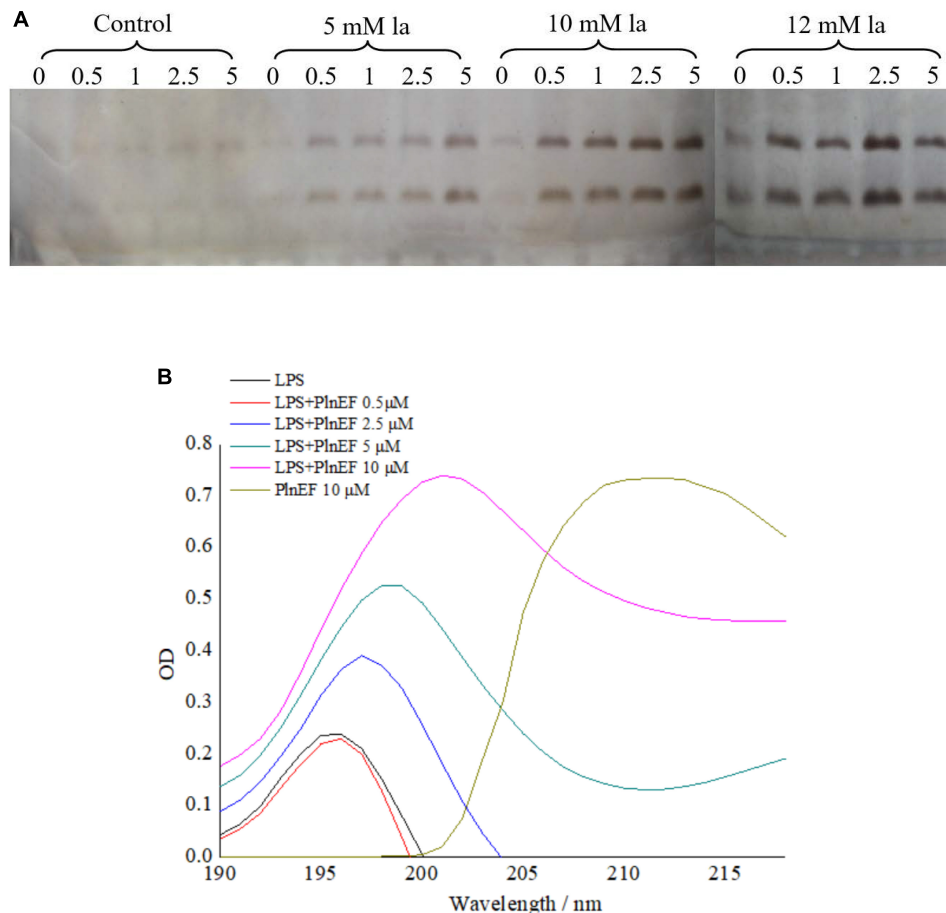 A
Control 5 mM la 10 mM la 12 mM la
0 0.5 1 2.5 5 0 0.5 1 2.5 5 0 0.5 1 2.5 5 0 0.5 1 2.5 5
B
LPS
LPS+PlnEF 0.5μM
LPS+PlnEF 2.5 μM
LPS+PlnEF 5 μM
LPS+PlnEF 10 μM
PlnEF 10 μM
0.8
0.7
0.6
0.5
0.4
0.3
0.2
0.1
0.0
OD
190 195 200 205 210 215
Wavelength / nm